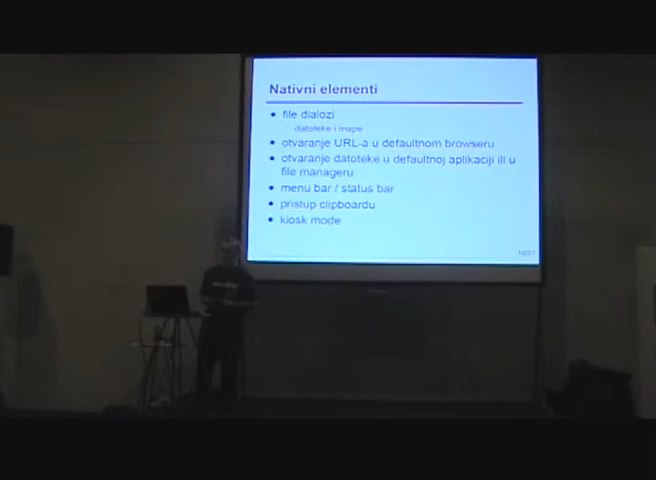 Nativni elementi
• file dialozi
– datoteke i mape
• otvaranje URL-a u defaultnom browseru
• otvaranje datoteke u defaultnoj aplikaciji ili u
file manageru
• menu bar / status bar
• pristup clipboardu
• kiosk mode